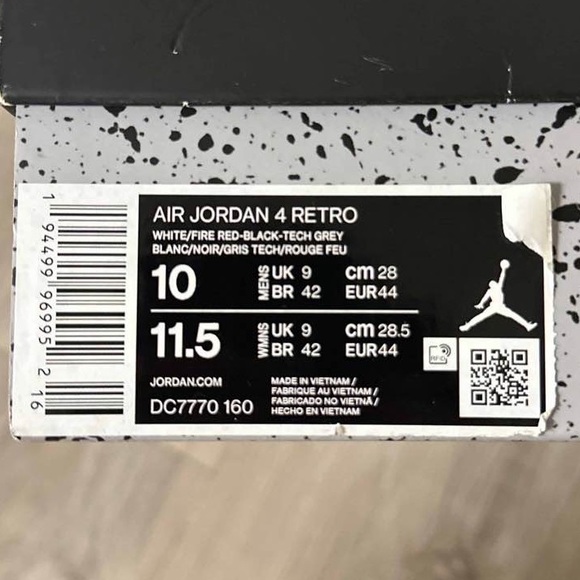 AIR JORDAN 4 RETRO
WHITE/FIRE RED-BLACK-TECH GREY
BLANC/NOIR/GRIS TECH/ROUGE FEU
10 MENS UK 9 cm 28
BR 42 EUR44
11.5 WMNS UK 9 cm 28.5
BR 42 EUR44
RFID
JORDAN.COM
DC7770 160
MADE IN VIETNAM /
FABRIQUE AU VIETNAM /
FABRICADO NO VIETNÃ /
HECHO EN VIETNAM
1 94499 96995 2 16